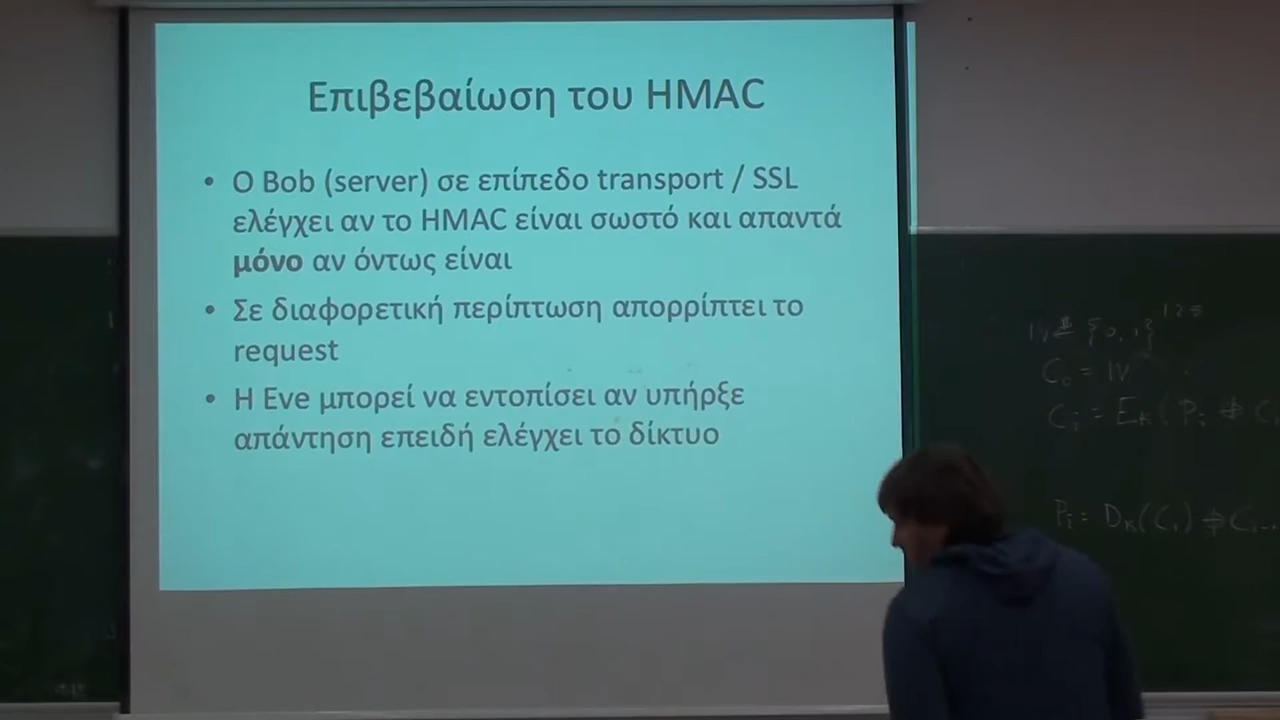 Επιβεβαίωση του HMAC
• Ο Bob (server) σε επίπεδο transport / SSL
ελέγχει αν το HMAC είναι σωστό και απαντά
μόνο αν όντως είναι
• Σε διαφορετική περίπτωση απορρίπτει το
request
• Η Eve μπορεί να εντοπίσει αν υπήρξε
απάντηση επειδή ελέγχει το δίκτυο
C₀ = IV